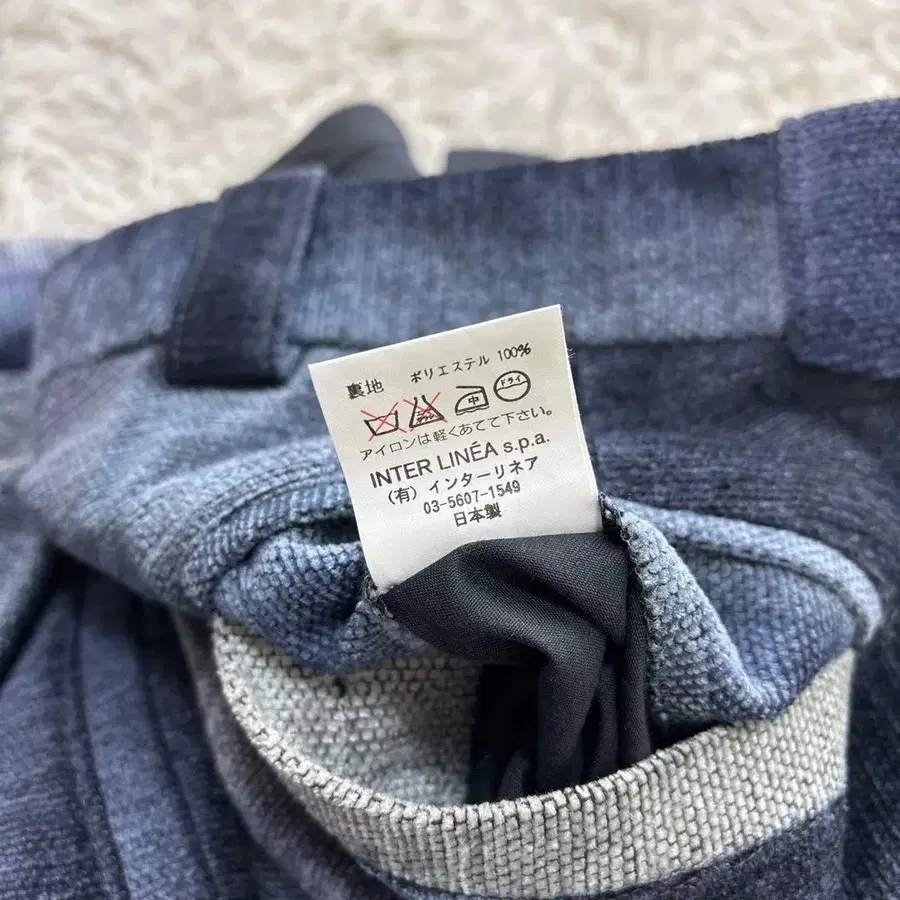 裏地 ポリエステル 100%
中 ドライ
アイロンは軽くあてて下さい。
INTER LINÉA s.p.a.
(有) インターリネア
03-5607-1549
日本製